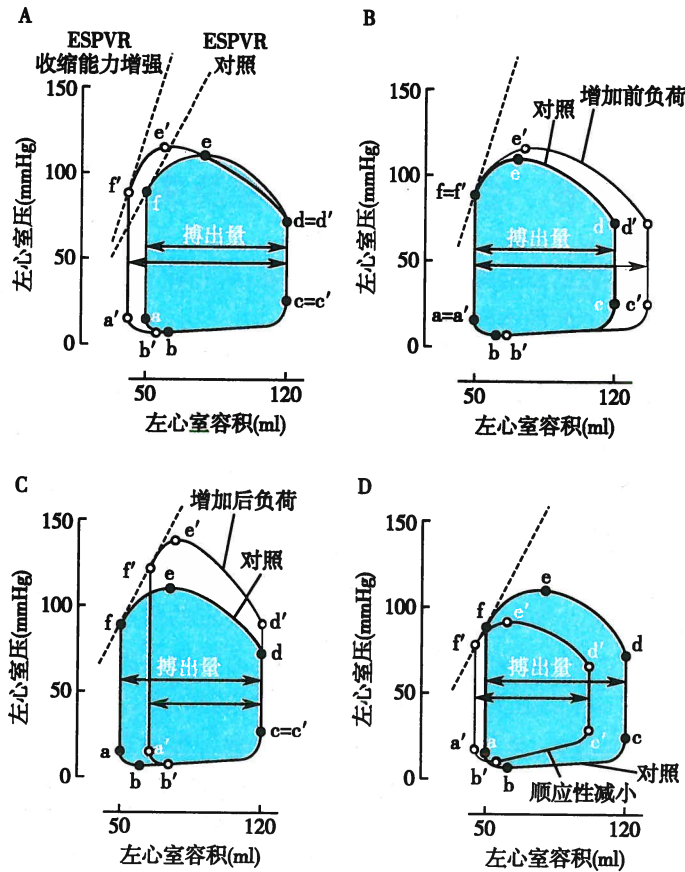 A
ESPVR
收缩能力增强
ESPVR
对照
150
100
50
0
左心室压(mmHg)
e′
e
f′
f
d=d′
搏出量
c=c′
a′
a
b′
b
50
120
左心室容积(ml)
B
150
100
50
0
左心室压(mmHg)
对照
增加前负荷
e′
e
f=f′
d
d′
搏出量
c
c′
a=a′
b
b′
50
120
左心室容积(ml)
C
150
100
50
0
左心室压(mmHg)
增加后负荷
对照
e′
f′
e
f
d′
d
搏出量
c=c′
a
a′
b
b′
50
120
左心室容积(ml)
D
150
100
50
0
左心室压(mmHg)
e
f
e′
f′
d′
d
搏出量
a′
a
c′
c
b′
b
顺应性减小
对照
50
120
左心室容积(ml)